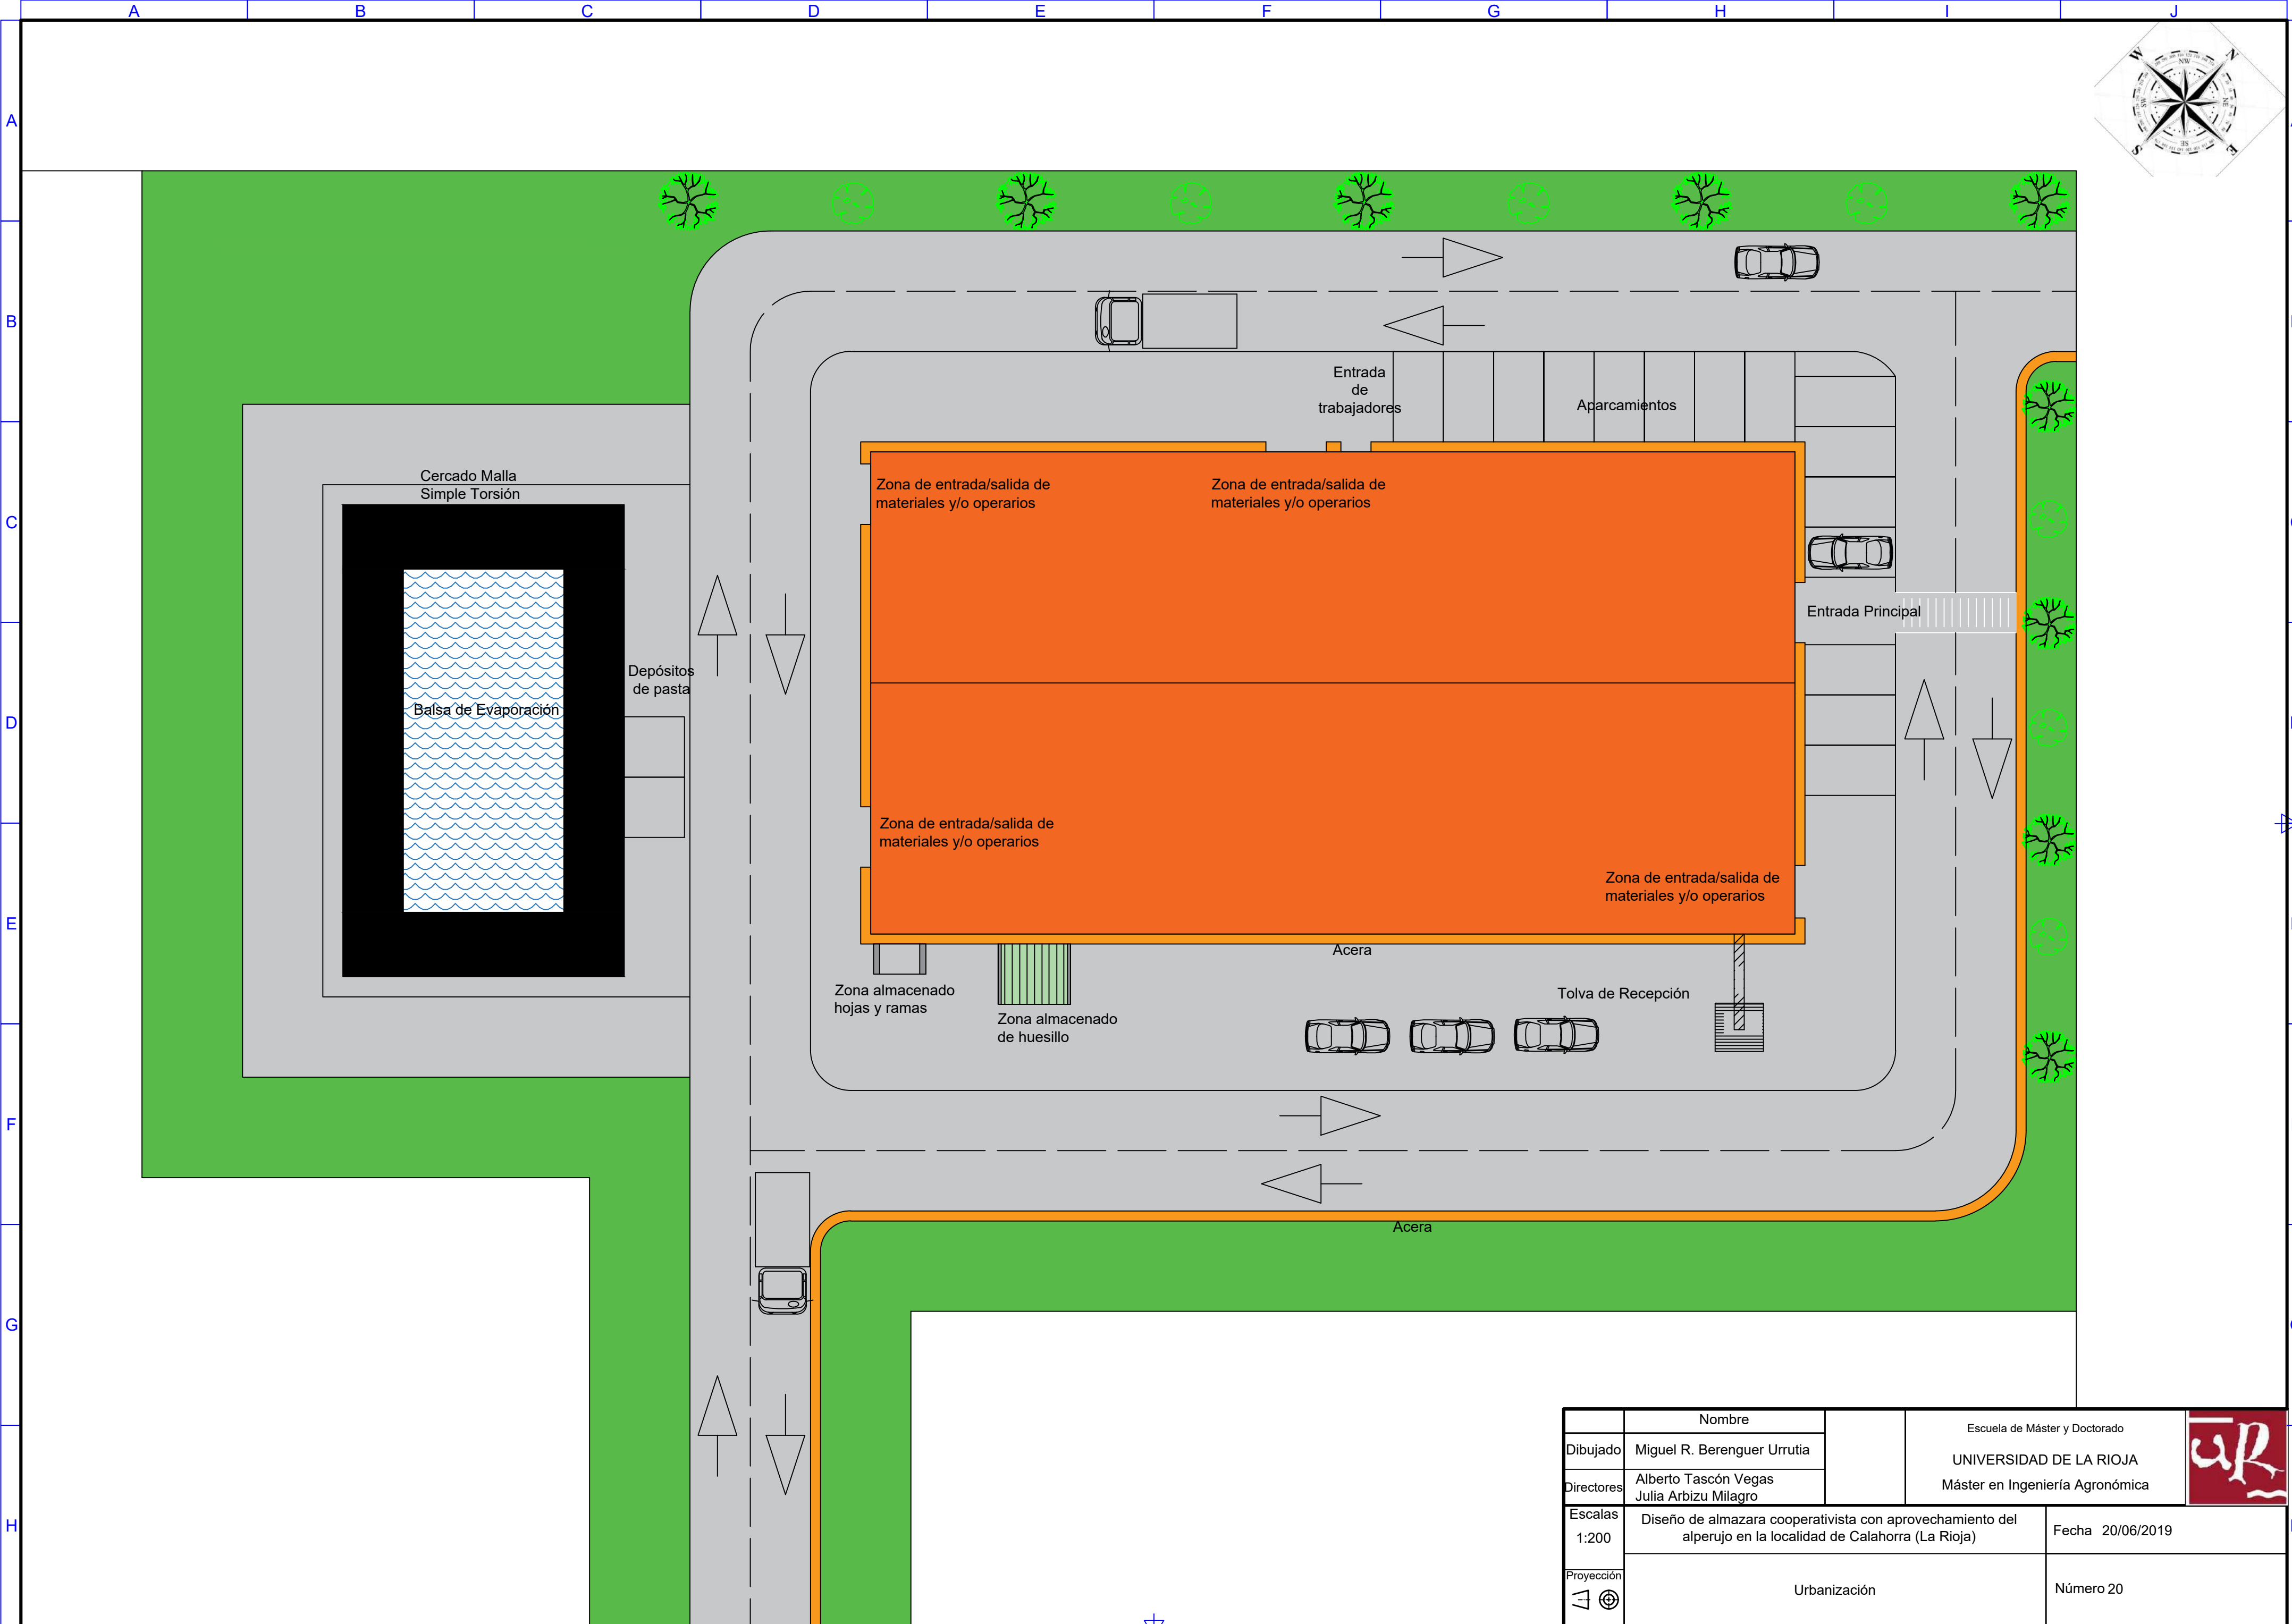 A B C D E F G H I J
A
B
C
D
E
F
G
H
W
N
NW
SW
NE
SE
S
E
Entrada
de
trabajadores
Aparcamientos
Cercado Malla
Simple Torsión
Zona de entrada/salida de
materiales y/o operarios
Zona de entrada/salida de
materiales y/o operarios
Entrada Principal
Depósitos
de pasta
Balsa de Evaporación
Zona de entrada/salida de
materiales y/o operarios
Zona de entrada/salida de
materiales y/o operarios
Acera
Zona almacenado
hojas y ramas
Zona almacenado
de huesillo
Tolva de Recepción
Acera
Nombre
Dibujado
Miguel R. Berenguer Urrutia
Directores
Alberto Tascón Vegas
Julia Arbizu Milagro
Escuela de Máster y Doctorado
UNIVERSIDAD DE LA RIOJA
Máster en Ingeniería Agronómica
UR
Escalas
1:200
Diseño de almazara cooperativista con aprovechamiento del
alperujo en la localidad de Calahorra (La Rioja)
Fecha 20/06/2019
Proyección
Urbanización
Número 20